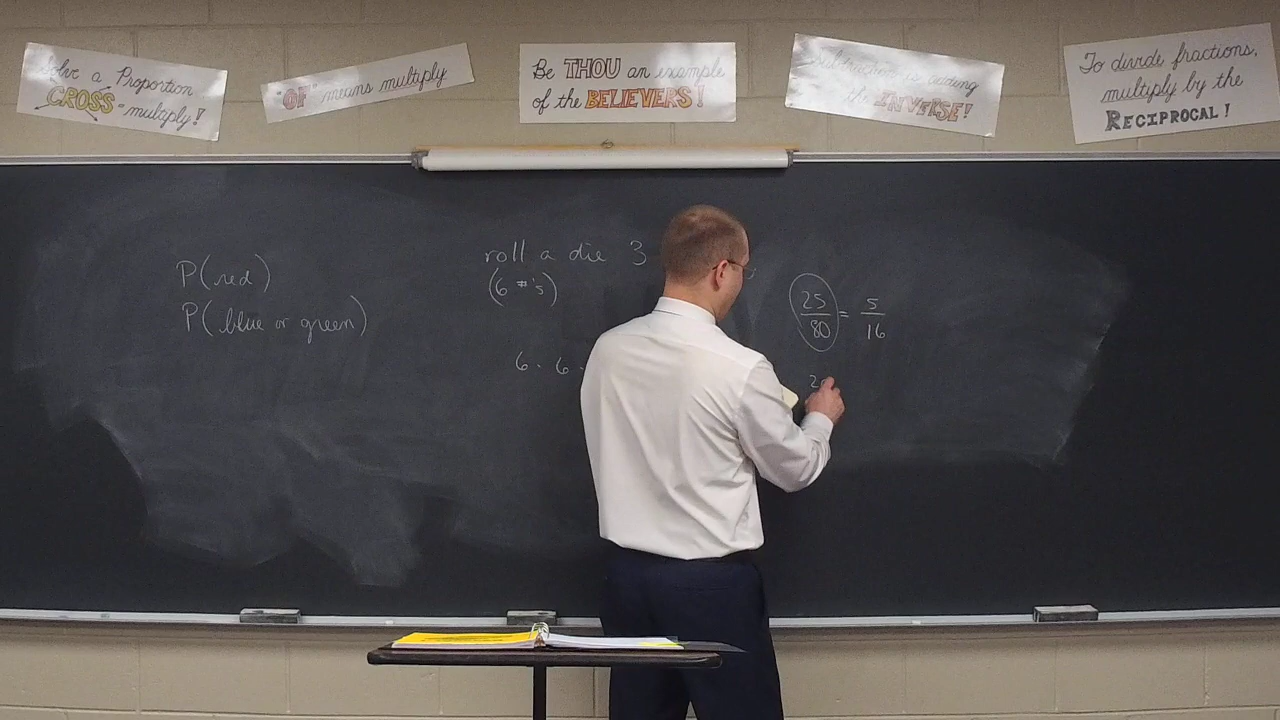 Solve a Proportion
CROSS-multiply!
"OF" means multiply
Be THOU an example
of the BELIEVERS!
adding
the INVERSE!
To divide fractions,
multiply by the
RECIPROCAL!
P(red)
P(blue or green)
roll a die 3
(6 #'s)
6 · 6 ·
25/80 = 5/16